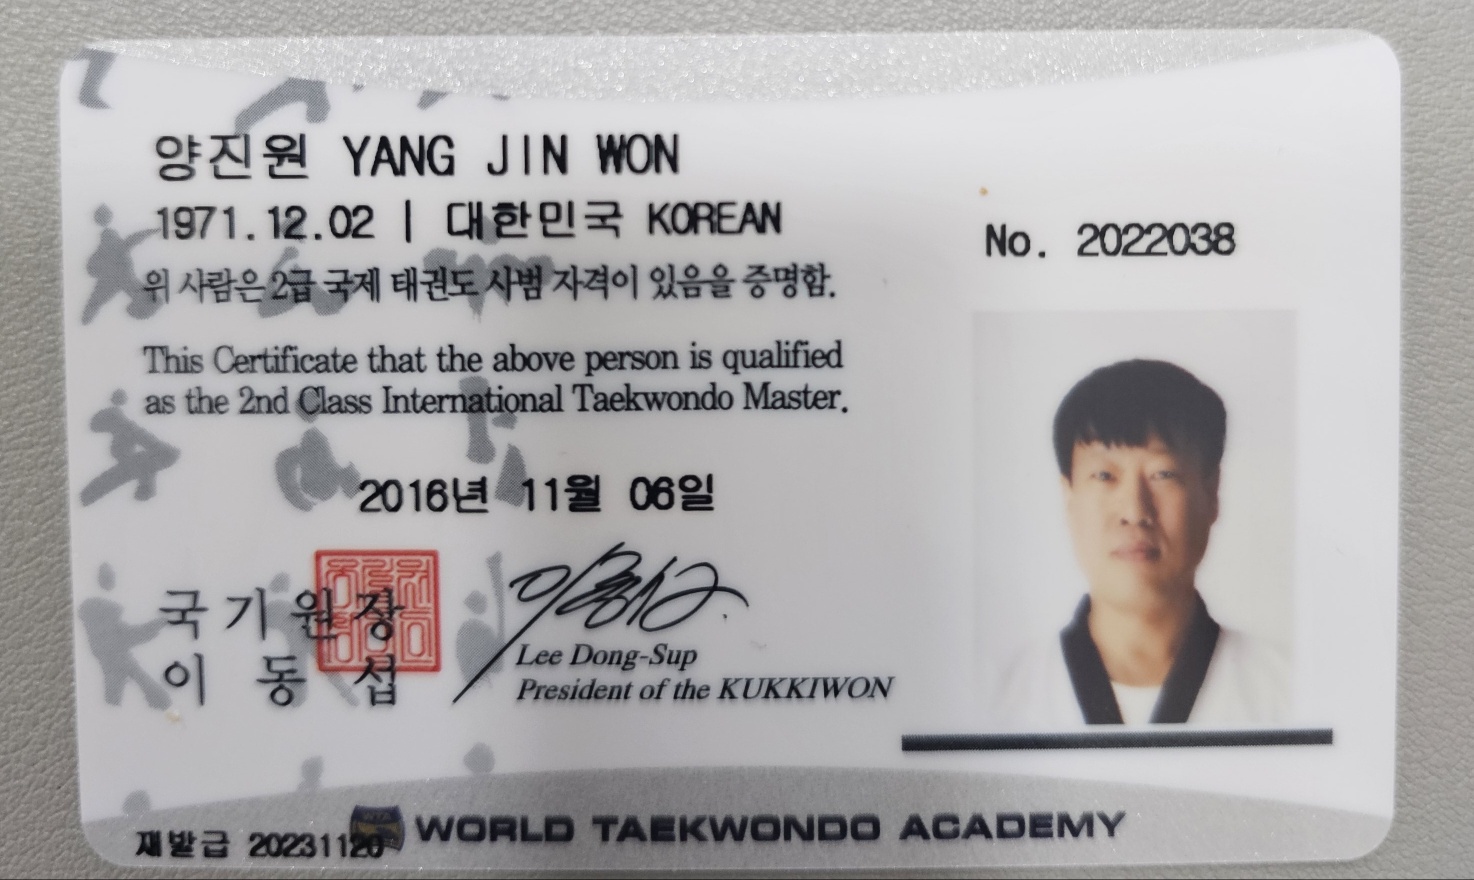 양진원 YANG JIN WON
1971.12.02 | 대한민국 KOREAN
No. 2022038
위 사람은 2급 국제 태권도 사범 자격이 있음을 증명함.
This Certificate that the above person is qualified
as the 2nd Class International Taekwondo Master.
2016년 11월 06일
국기원장
이동섭
Lee Dong-Sup
President of the KUKKIWON
재발급 20231120
WORLD TAEKWONDO ACADEMY